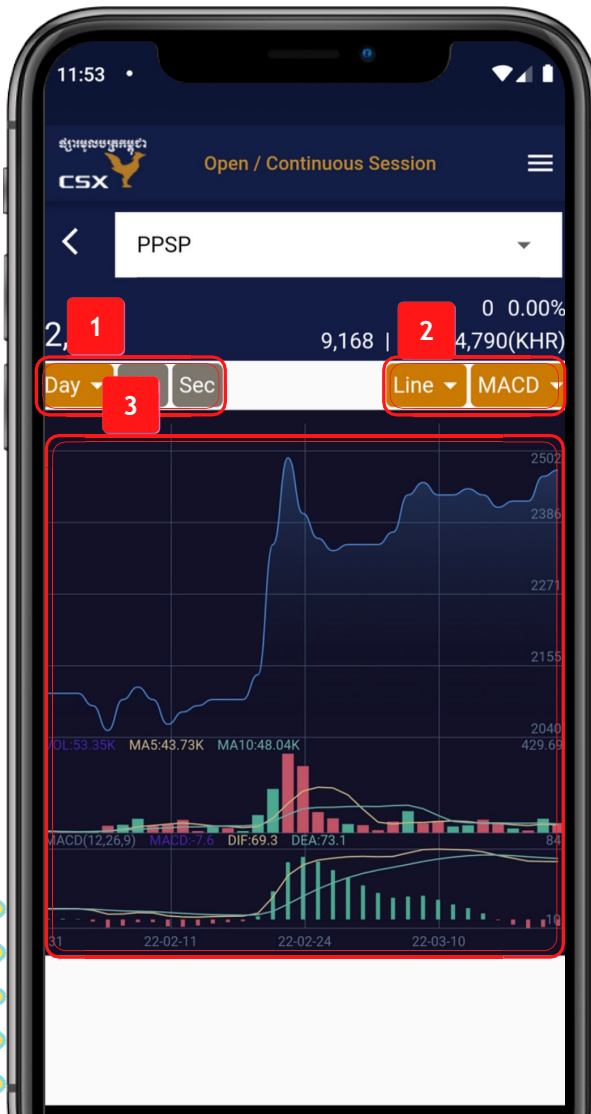 11:53
ផ្សារមូលបត្រកម្ពុជា
CSX
Open / Continuous Session
PPSP
0 0.00%
2,
1
9,168 |
2
4,790(KHR)
Day
Sec
Line
MACD
3
2502
2386
2271
2155
2040
VOL:53.35K MA5:43.73K MA10:48.04K
429.69
MACD(12,26,9) MACD:-7.6 DIF:69.3 DEA:73.1
84
10
31 22-02-11 22-02-24 22-03-10